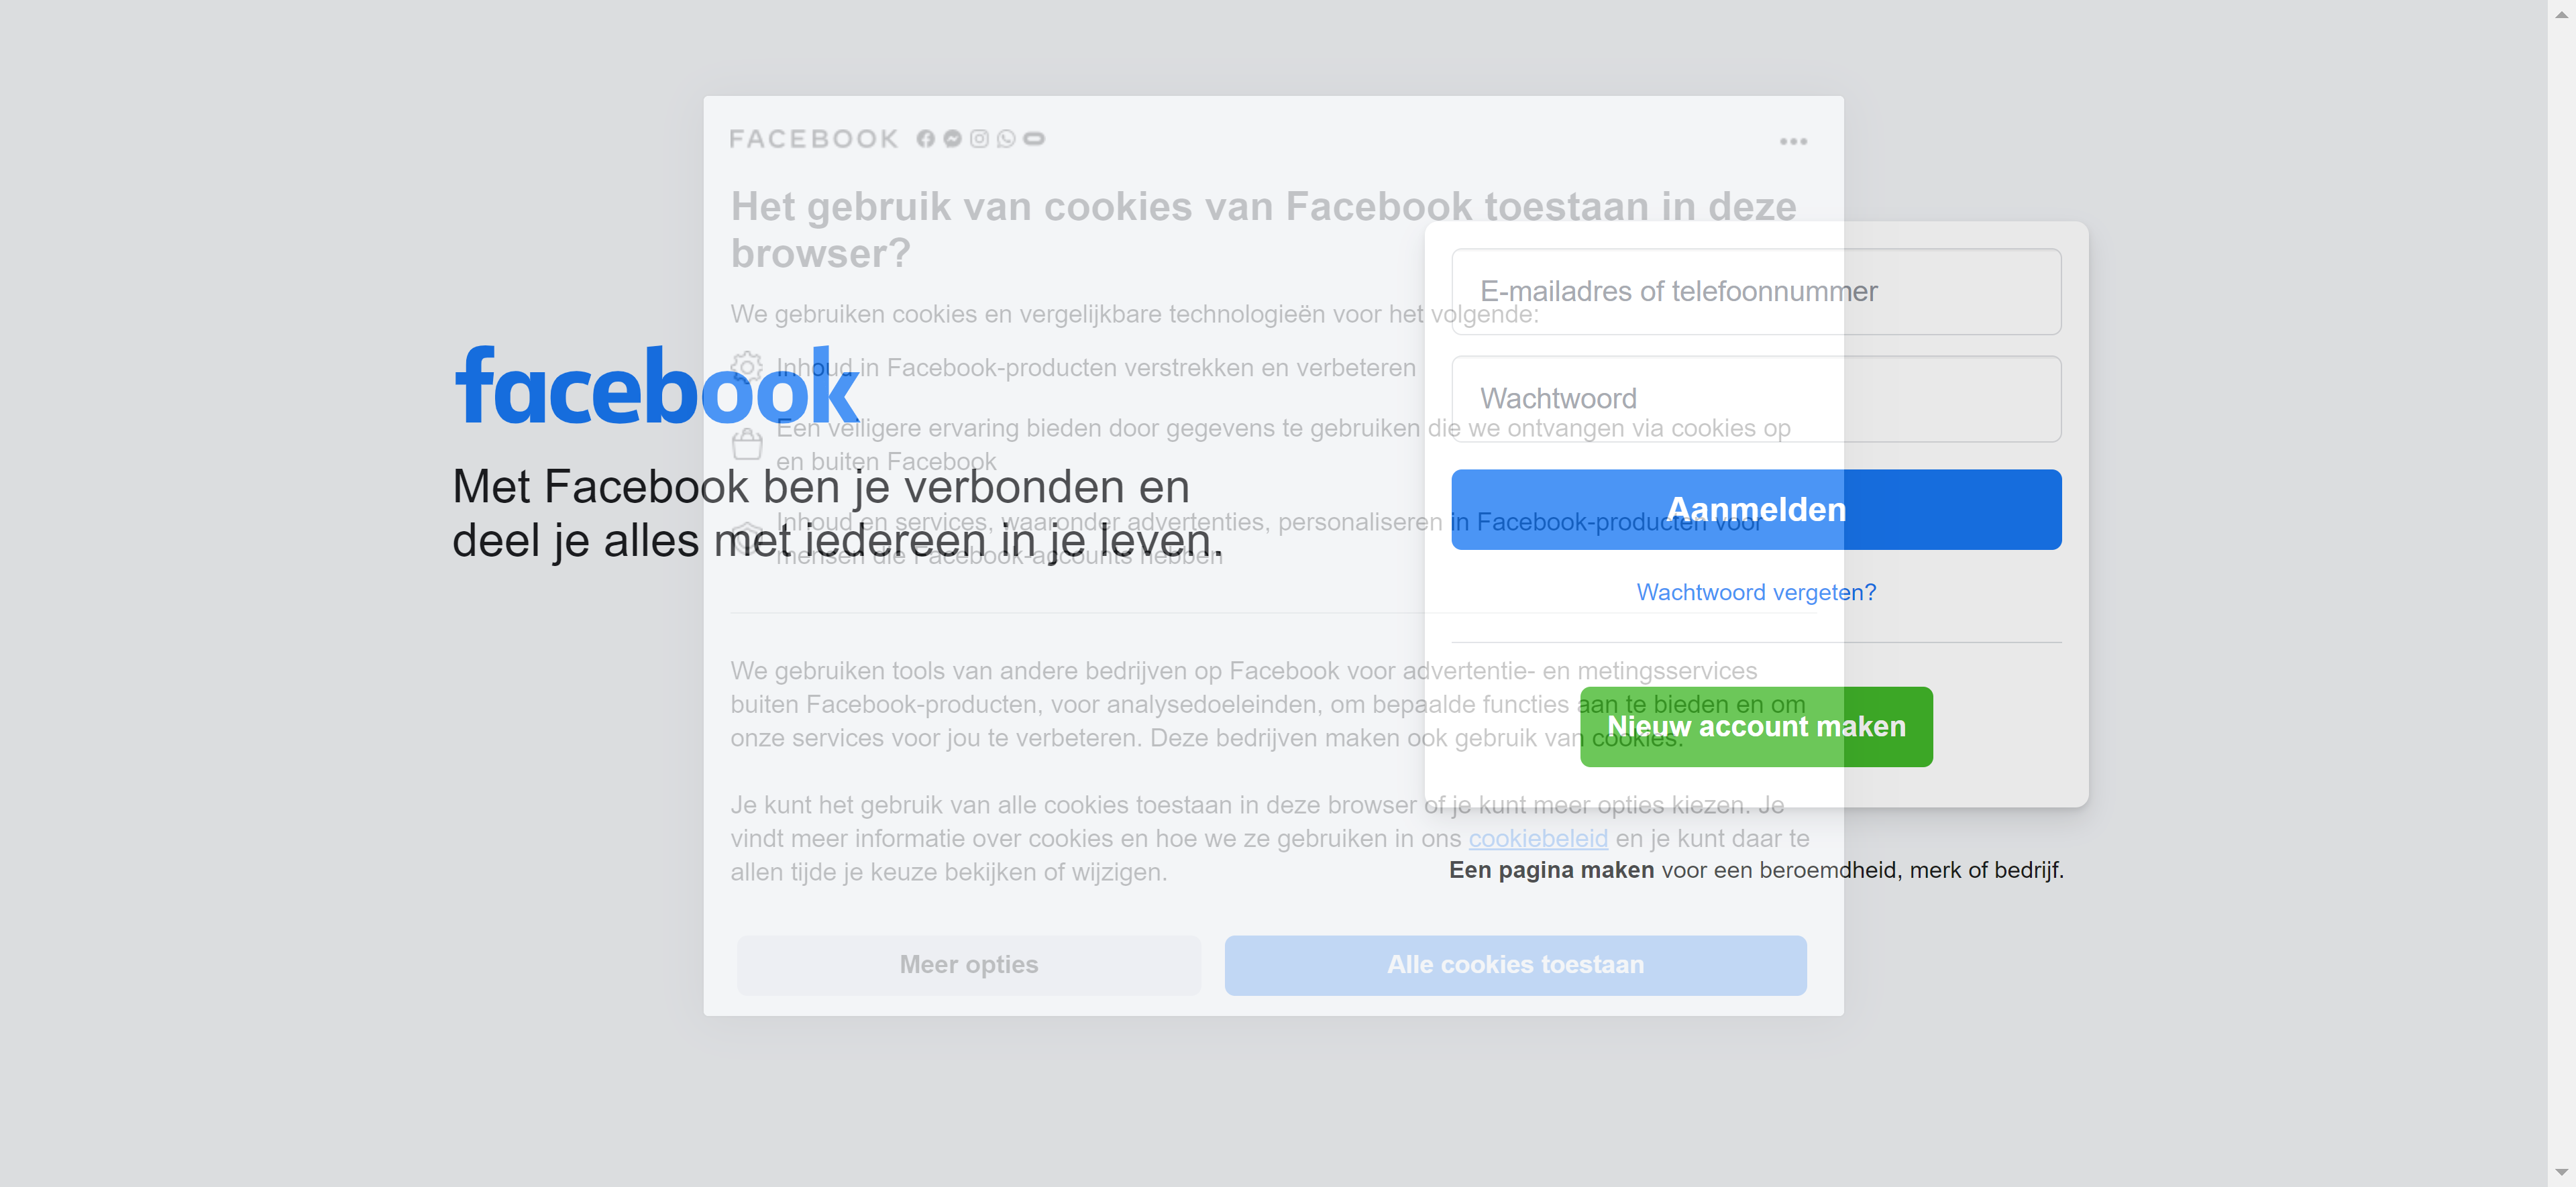 FACEBOOK
Het gebruik van cookies van Facebook toestaan in deze
browser?
We gebruiken cookies en vergelijkbare technologieën voor het volgende:
Inhoud in Facebook-producten verstrekken en verbeteren
Een veiligere ervaring bieden door gegevens te gebruiken die we ontvangen via cookies op
en buiten Facebook
Inhoud en services, waaronder advertenties, personaliseren in Facebook-producten voor
mensen die Facebook-accounts hebben
We gebruiken tools van andere bedrijven op Facebook voor advertentie- en metingsservices
buiten Facebook-producten, voor analysedoeleinden, om bepaalde functies aan te bieden en om
onze services voor jou te verbeteren. Deze bedrijven maken ook gebruik van cookies.
Je kunt het gebruik van alle cookies toestaan in deze browser of je kunt meer opties kiezen. Je
vindt meer informatie over cookies en hoe we ze gebruiken in ons cookiebeleid en je kunt daar te
allen tijde je keuze bekijken of wijzigen.
Meer opties
Alle cookies toestaan
facebook
Met Facebook ben je verbonden en
deel je alles met iedereen in je leven.
E-mailadres of telefoonnummer
Wachtwoord
Aanmelden
Wachtwoord vergeten?
Nieuw account maken
Een pagina maken voor een beroemdheid, merk of bedrijf.